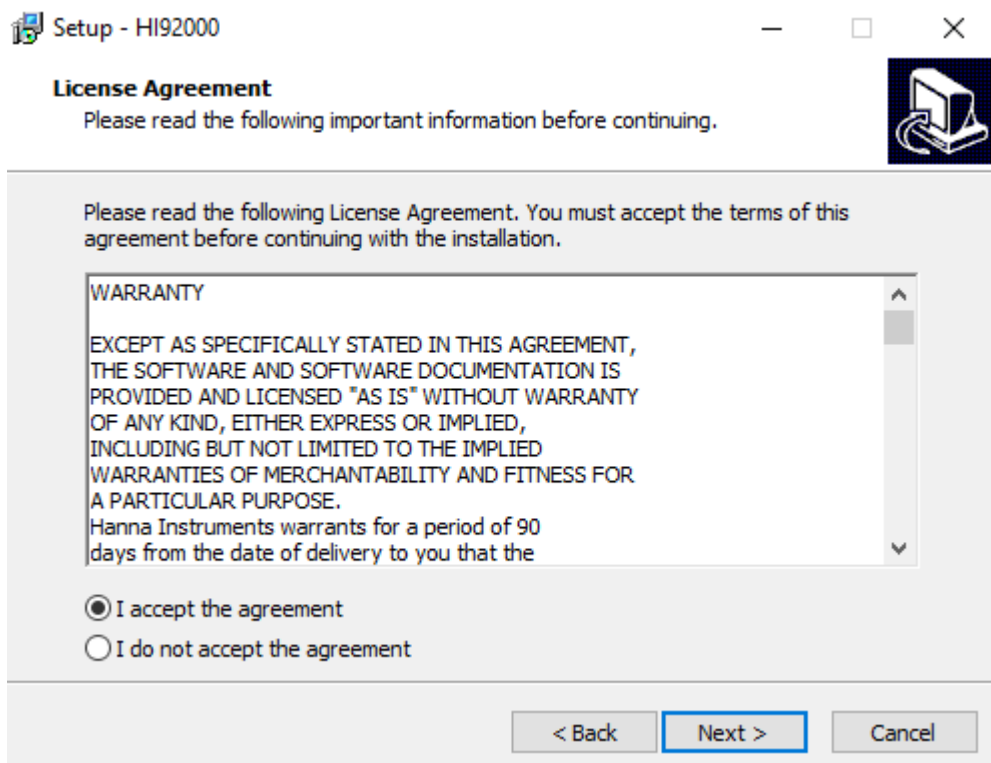 Setup - HI92000
License Agreement
Please read the following important information before continuing.
Please read the following License Agreement. You must accept the terms of this
agreement before continuing with the installation.
WARRANTY
EXCEPT AS SPECIFICALLY STATED IN THIS AGREEMENT,
THE SOFTWARE AND SOFTWARE DOCUMENTATION IS
PROVIDED AND LICENSED "AS IS" WITHOUT WARRANTY
OF ANY KIND, EITHER EXPRESS OR IMPLIED,
INCLUDING BUT NOT LIMITED TO THE IMPLIED
WARRANTIES OF MERCHANTABILITY AND FITNESS FOR
A PARTICULAR PURPOSE.
Hanna Instruments warrants for a period of 90
days from the date of delivery to you that the
I accept the agreement
I do not accept the agreement
< Back Next > Cancel